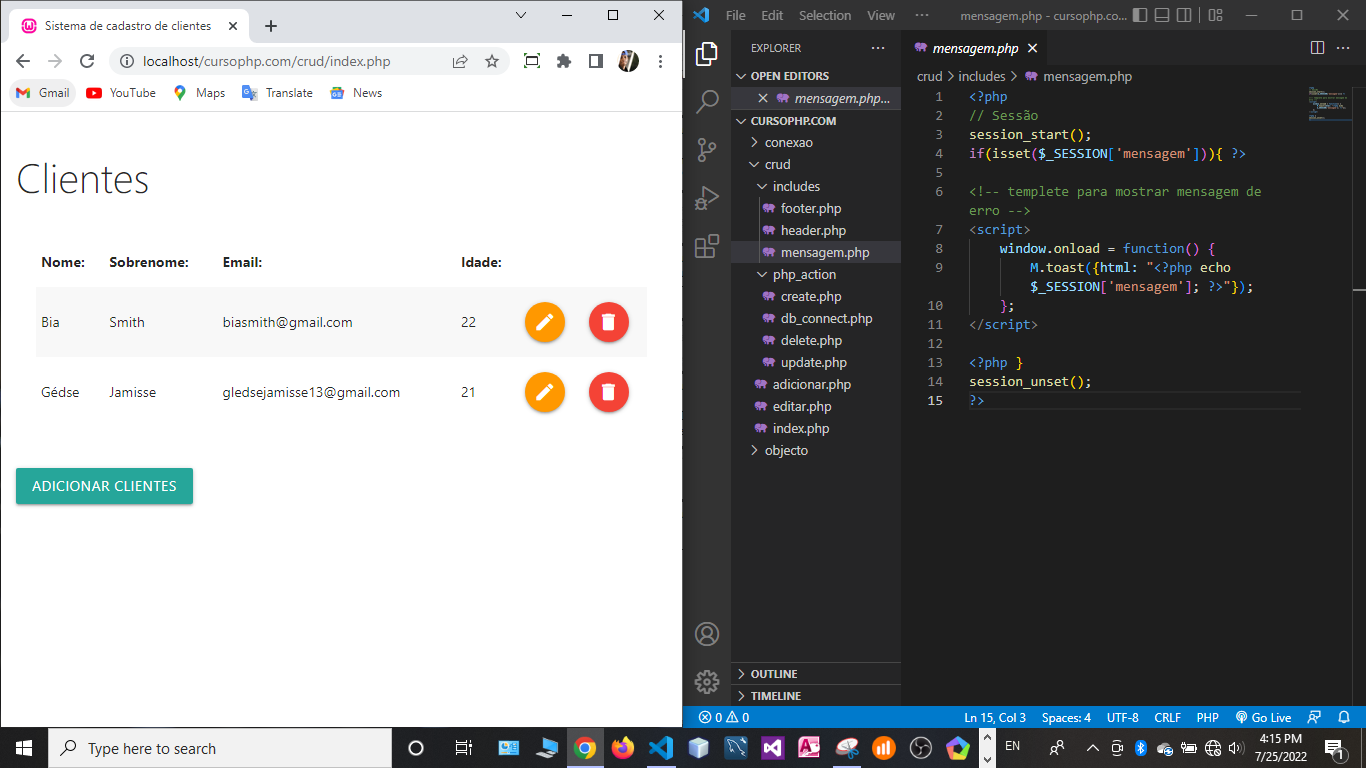 Sistema de cadastro de clientes
localhost/cursophp.com/crud/index.php
Gmail YouTube Maps Translate News
Clientes
Nome: Sobrenome: Email: Idade:
Bia Smith biasmith@gmail.com 22
Gédse Jamisse gledsejamisse13@gmail.com 21
ADICIONAR CLIENTES
File Edit Selection View ··· mensagem.php - cursophp.co...
EXPLORER ···
OPEN EDITORS
mensagem.php...
CURSOPHP.COM
conexao
crud
includes
footer.php
header.php
mensagem.php
php_action
create.php
db_connect.php
delete.php
update.php
adicionar.php
editar.php
index.php
objecto
OUTLINE
TIMELINE
mensagem.php
crud > includes > mensagem.php
1 <?php
2 // Sessão
3 session_start();
4 if(isset($_SESSION['mensagem'])){ ?>
5
6 <!-- templete para mostrar mensagem de
erro -->
7 <script>
8 window.onload = function() {
9 M.toast({html: "<?php echo
$_SESSION['mensagem']; ?>"});
10 };
11 </script>
12
13 <?php }
14 session_unset();
15 ?>
0 0 Ln 15, Col 3 Spaces: 4 UTF-8 CRLF PHP Go Live
Type here to search
EN
4:15 PM
7/25/2022
1